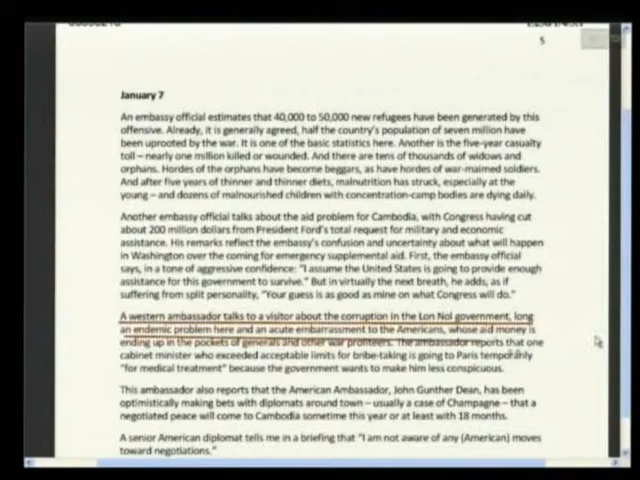 5
January 7
An embassy official estimates that 40,000 to 50,000 new refugees have been generated by this
offensive. Already, it is generally agreed, half the country's population of seven million have
been uprooted by the war. It is one of the basic statistics here. Another is the five-year casualty
toll – nearly one million killed or wounded. And there are tens of thousands of widows and
orphans. Hordes of the orphans have become beggars, as have hordes of war-maimed soldiers.
And after five years of thinner and thinner diets, malnutrition has struck, especially at the
young – and dozens of malnourished children with concentration-camp bodies are dying daily.
Another embassy official talks about the aid problem for Cambodia, with Congress having cut
about 200 million dollars from President Ford's total request for military and economic
assistance. His remarks reflect the embassy's confusion and uncertainty about what will happen
in Washington over the coming for emergency supplemental aid. First, the embassy official
says, in a tone of aggressive confidence: "I assume the United States is going to provide enough
assistance for this government to survive." But in virtually the next breath, he adds, as if
suffering from split personality, "Your guess is as good as mine on what Congress will do."
A western ambassador talks to a visitor about the corruption in the Lon Nol government, long
an endemic problem here and an acute embarrassment to the Americans, whose aid money is
ending up in the pockets of generals and other war profiteers. The ambassador reports that one
cabinet minister who exceeded acceptable limits for bribe-taking is going to Paris temporarily
"for medical treatment" because the government wants to make him less conspicuous.
This ambassador also reports that the American Ambassador, John Gunther Dean, has been
optimistically making bets with diplomats around town – usually a case of Champagne – that a
negotiated peace will come to Cambodia sometime this year or at least with 18 months.
A senior American diplomat tells me in a briefing that "I am not aware of any (American) moves
toward negotiations."